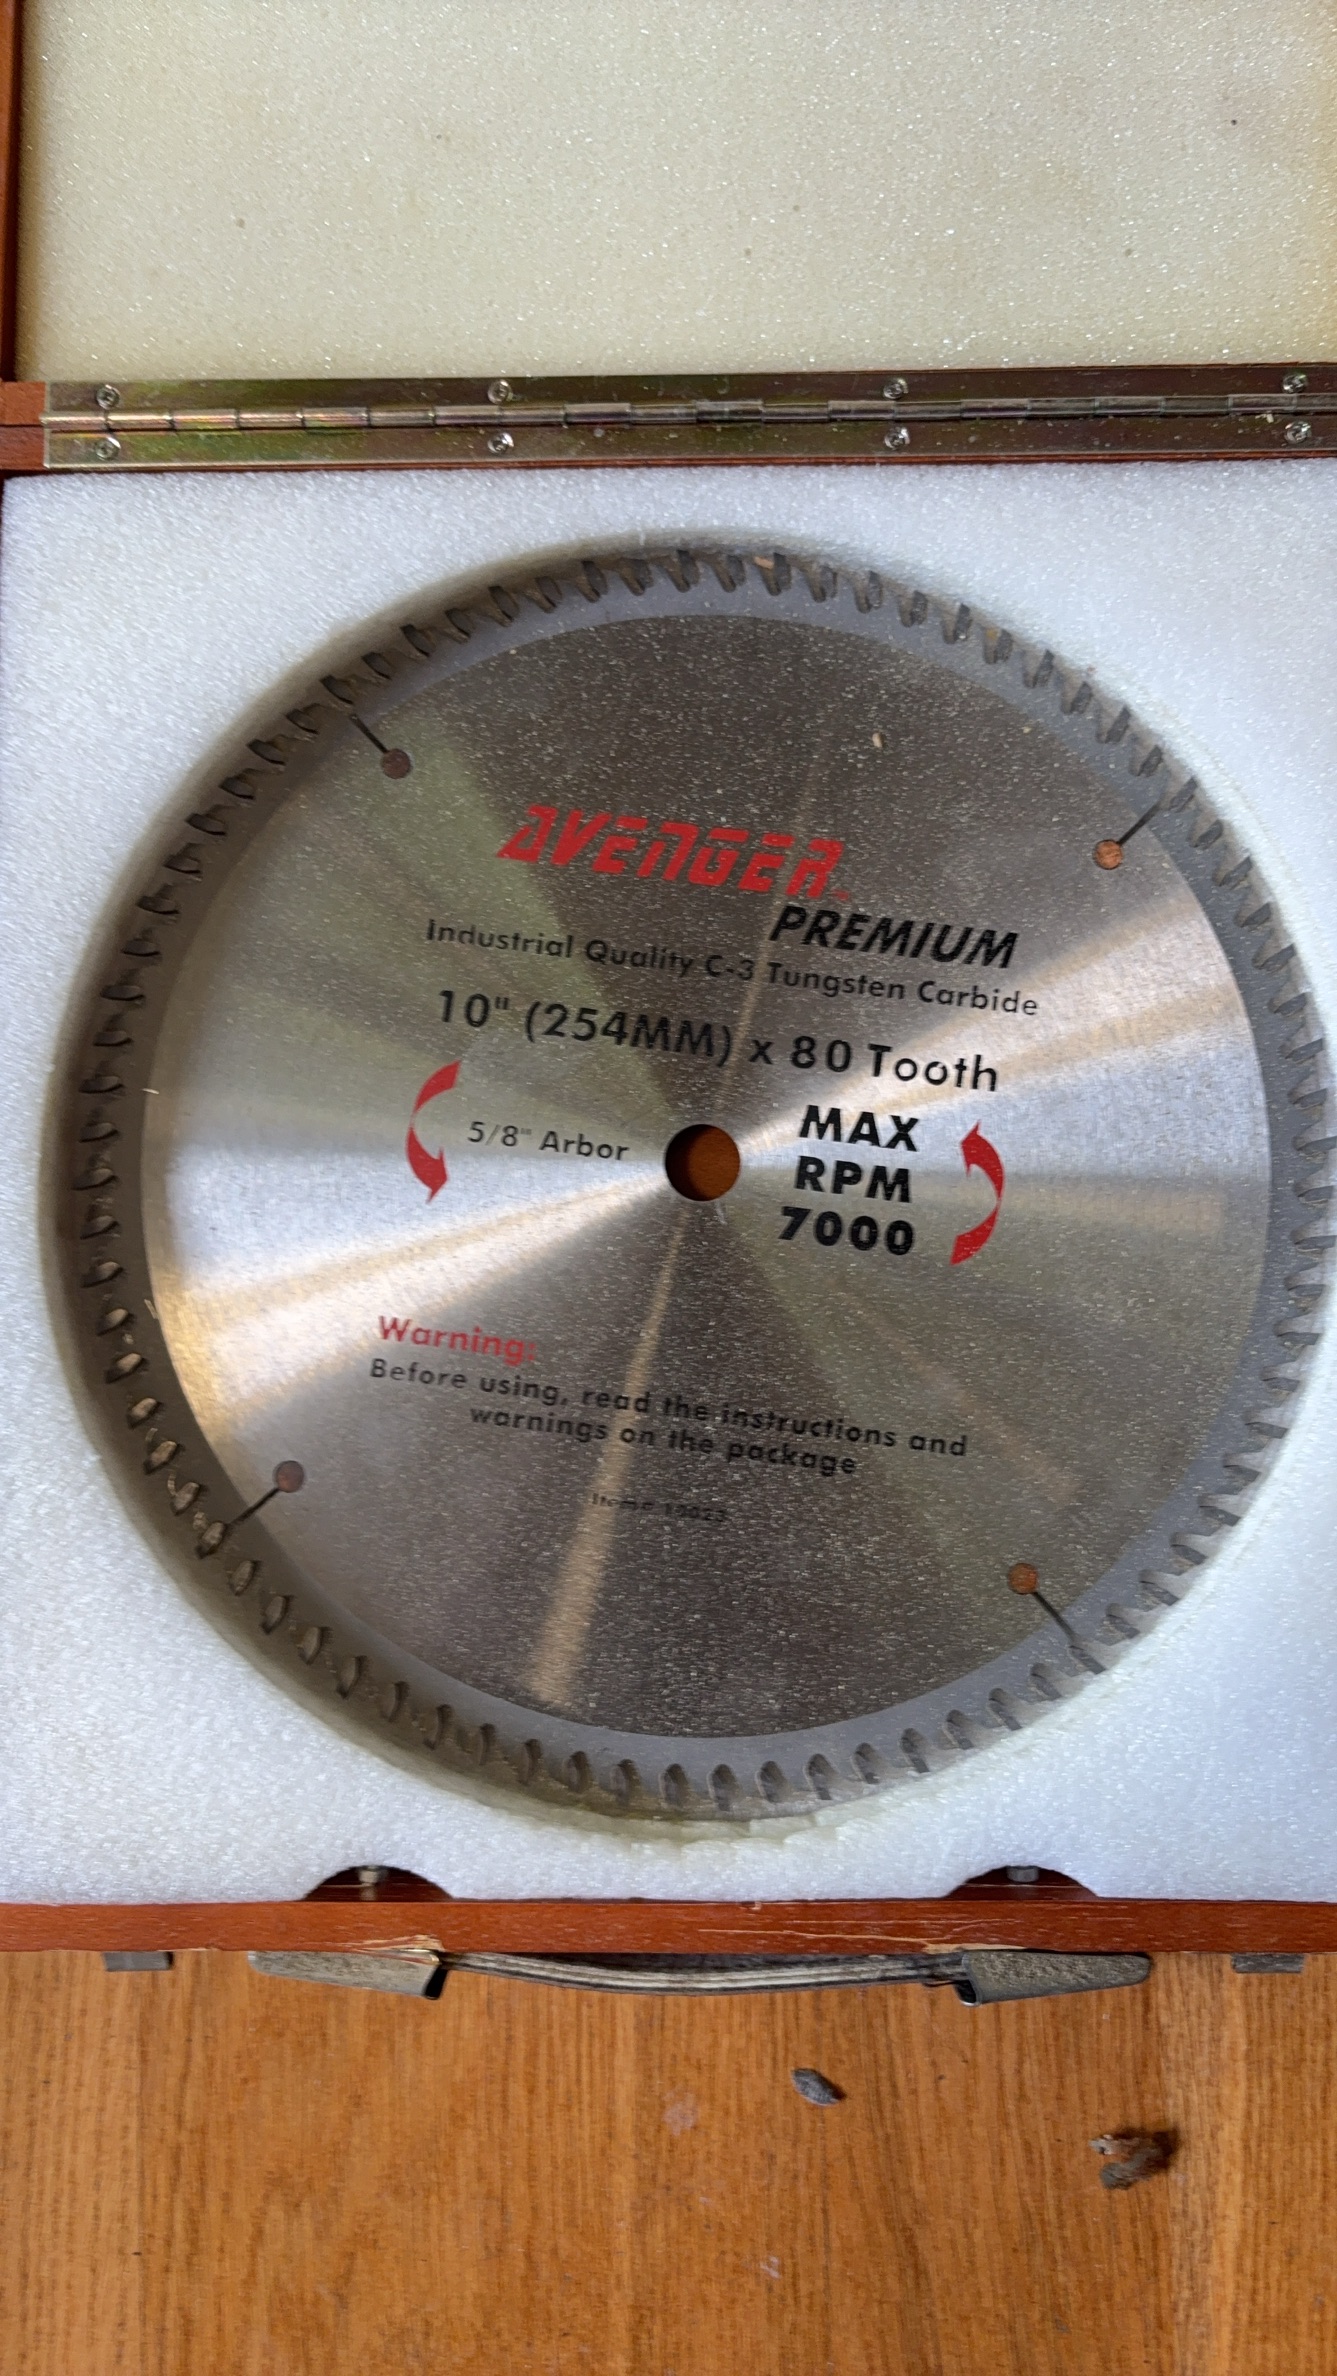 AVENGER
PREMIUM
Industrial Quality C-3 Tungsten Carbide
10" (254MM) x 80 Tooth
5/8" Arbor
MAX
RPM
7000
Warning:
Before using, read the instructions and
warnings on the package
Item#